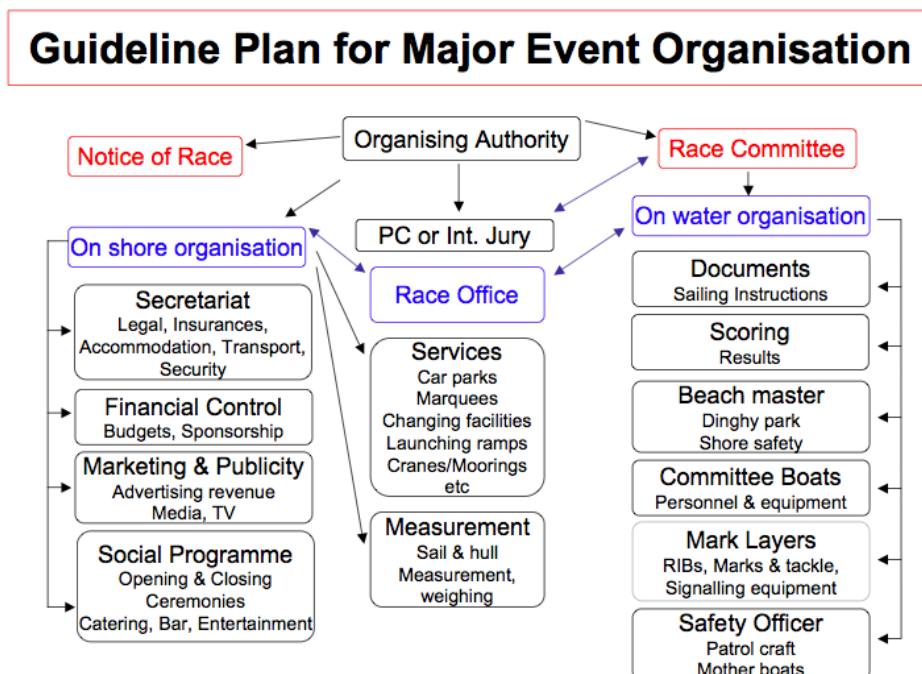 Guideline Plan for Major Event Organisation
Organising Authority
Notice of Race
Race Committee
PC or Int. Jury
On shore organisation
On water organisation
Race Office
Secretariat
Legal, Insurances,
Accommodation, Transport,
Security
Financial Control
Budgets, Sponsorship
Marketing & Publicity
Advertising revenue
Media, TV
Social Programme
Opening & Closing
Ceremonies
Catering, Bar, Entertainment
Services
Car parks
Marquees
Changing facilities
Launching ramps
Cranes/Moorings
etc
Measurement
Sail & hull
Measurement,
weighing
Documents
Sailing Instructions
Scoring
Results
Beach master
Dinghy park
Shore safety
Committee Boats
Personnel & equipment
Mark Layers
RIBs, Marks & tackle,
Signalling equipment
Safety Officer
Patrol craft
Mother boats